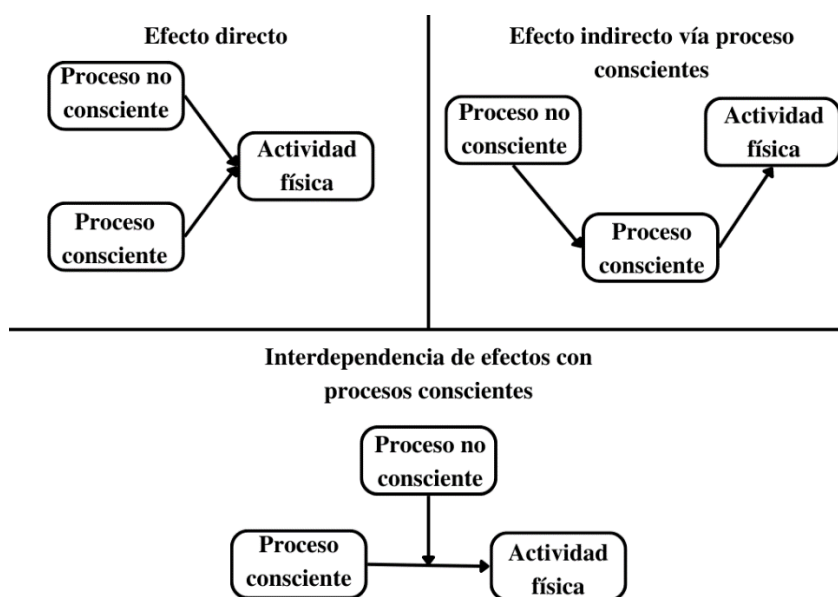 Efecto directo
Proceso no
consciente
Actividad
física
Proceso
consciente
Efecto indirecto vía proceso
conscientes
Proceso no
consciente
Actividad
física
Proceso
consciente
Interdependencia de efectos con
procesos conscientes
Proceso no
consciente
Proceso
consciente
Actividad
física